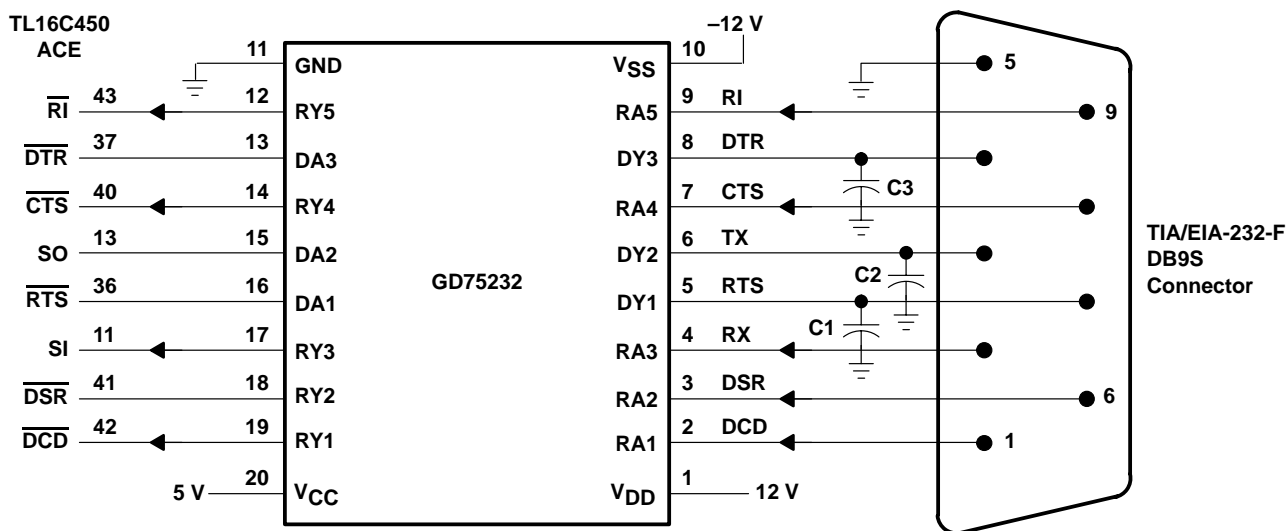 TL16C450
ACE
–12 V
11 GND VSS 10 5
RI 43 12 RY5 RA5 9 RI 9
DTR 37 13 DA3 DY3 8 DTR
CTS 40 14 RY4 RA4 7 CTS C3
SO 13 15 DA2 DY2 6 TX
GD75232
C2
RTS 36 16 DA1 DY1 5 RTS
C1
SI 11 17 RY3 RA3 4 RX
DSR 41 18 RY2 RA2 3 DSR 6
DCD 42 19 RY1 RA1 2 DCD 1
5 V 20 VCC VDD 1 12 V
TIA/EIA-232-F
DB9S
Connector